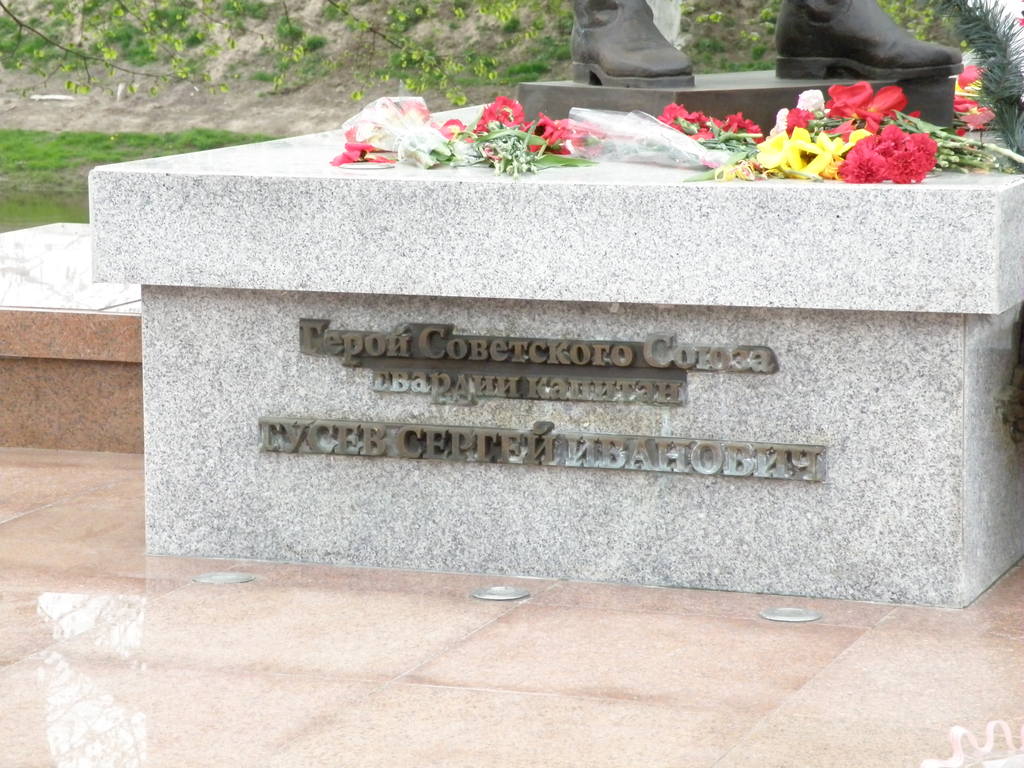 Герой Советского Союза
гвардии капитан
ГУСЕВ СЕРГЕЙ ИВАНОВИЧ